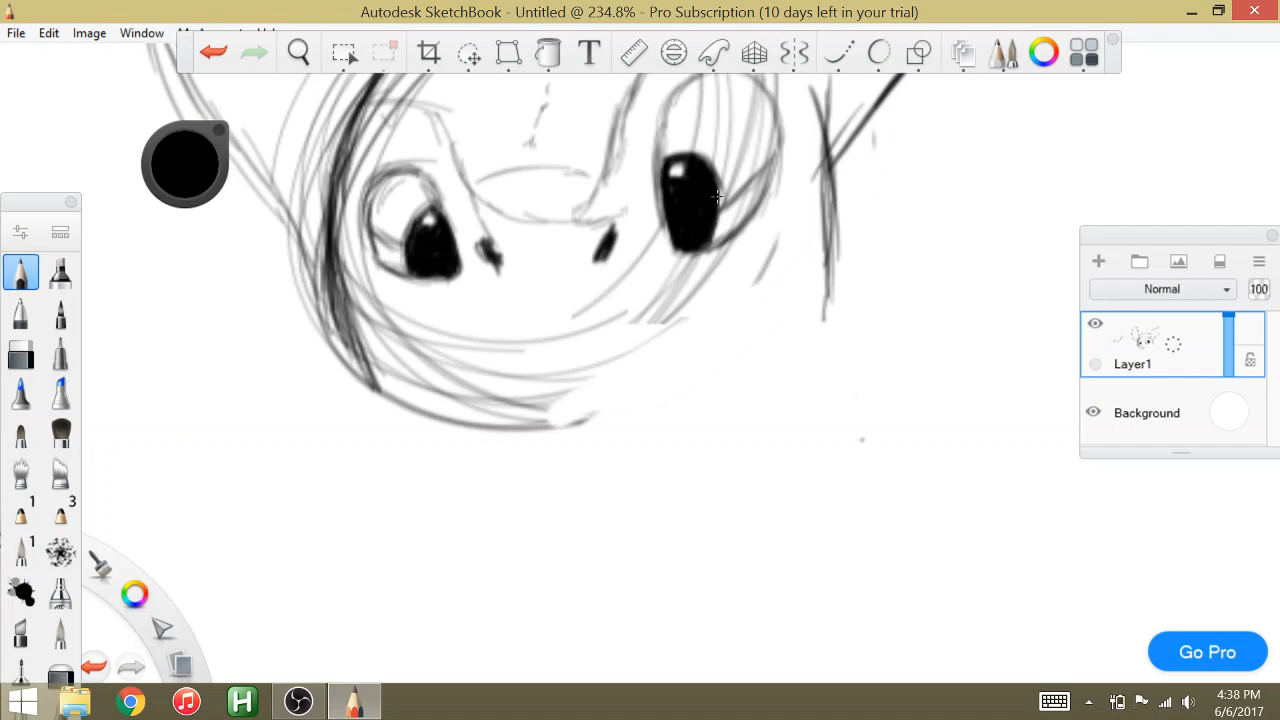 Autodesk SketchBook - Untitled @ 234.8% - Pro Subscription (10 days left in your trial)
File Edit Image Window
T
Normal 100
Layer1
Background
1 3
1
Go Pro
H
4:38 PM
6/6/2017